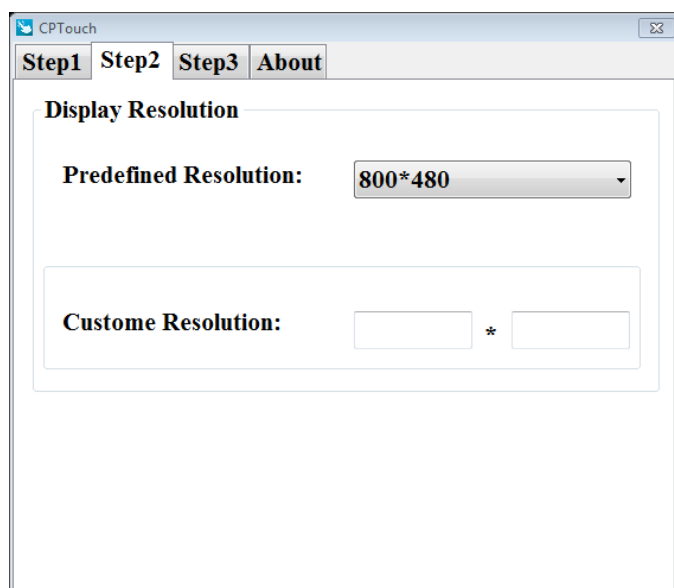 CPTouch
Step1 Step2 Step3 About
Display Resolution
Predefined Resolution: 800*480
Custome Resolution: *